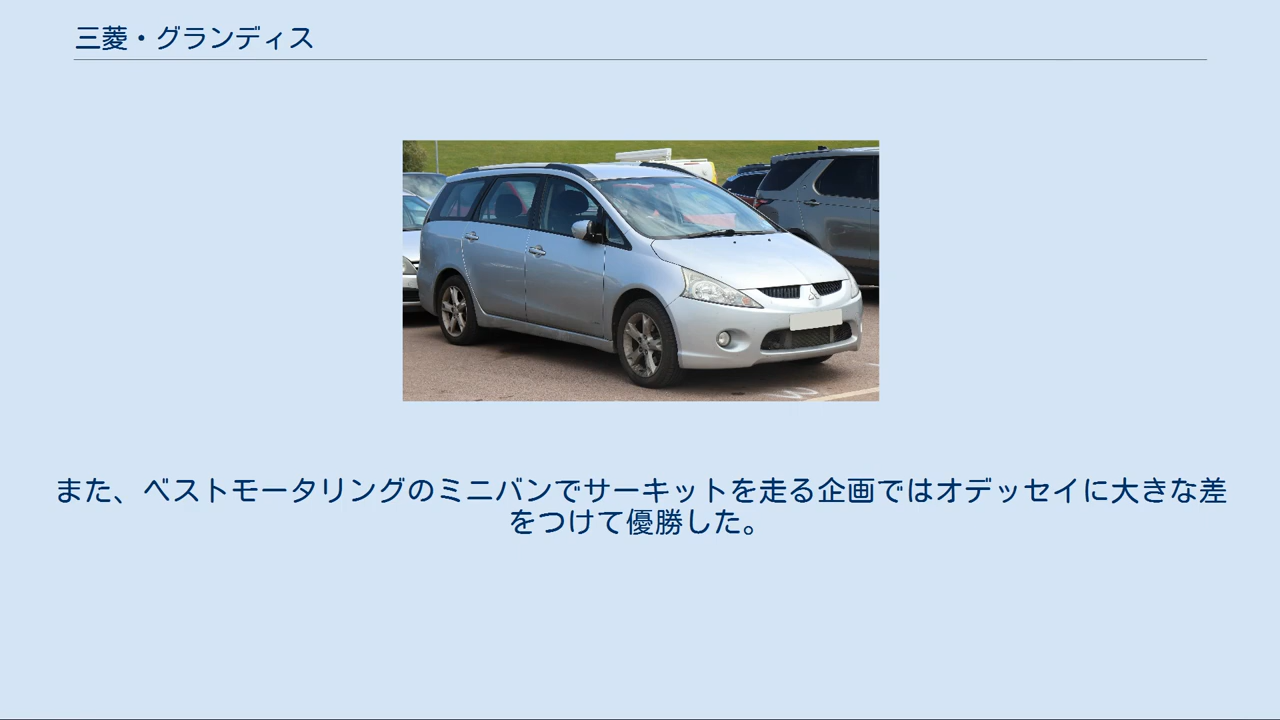 三菱・グランディス
また、ベストモータリングのミニバンでサーキットを走る企画ではオデッセイに大きな差
をつけて優勝した。